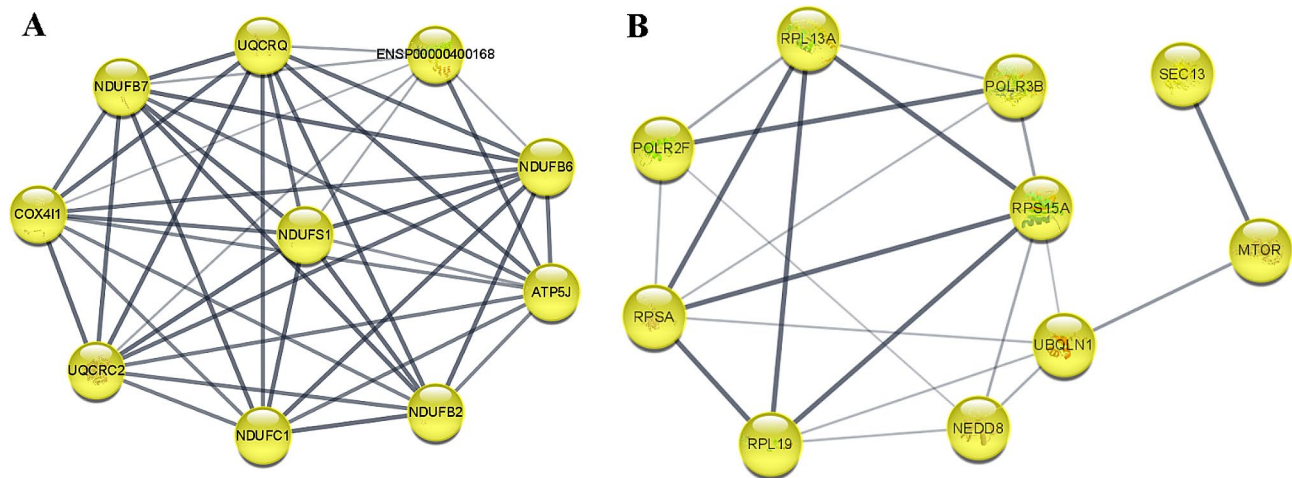 A
UQCRQ
ENSP00000400168
NDUFB7
NDUFB6
COX4I1
NDUFS1
ATP5J
UQCRC2
NDUFB2
NDUFC1
B
RPL13A
SEC13
POLR3B
POLR2F
RPS15A
MTOR
RPSA
UBQLN1
NEDD8
RPL19